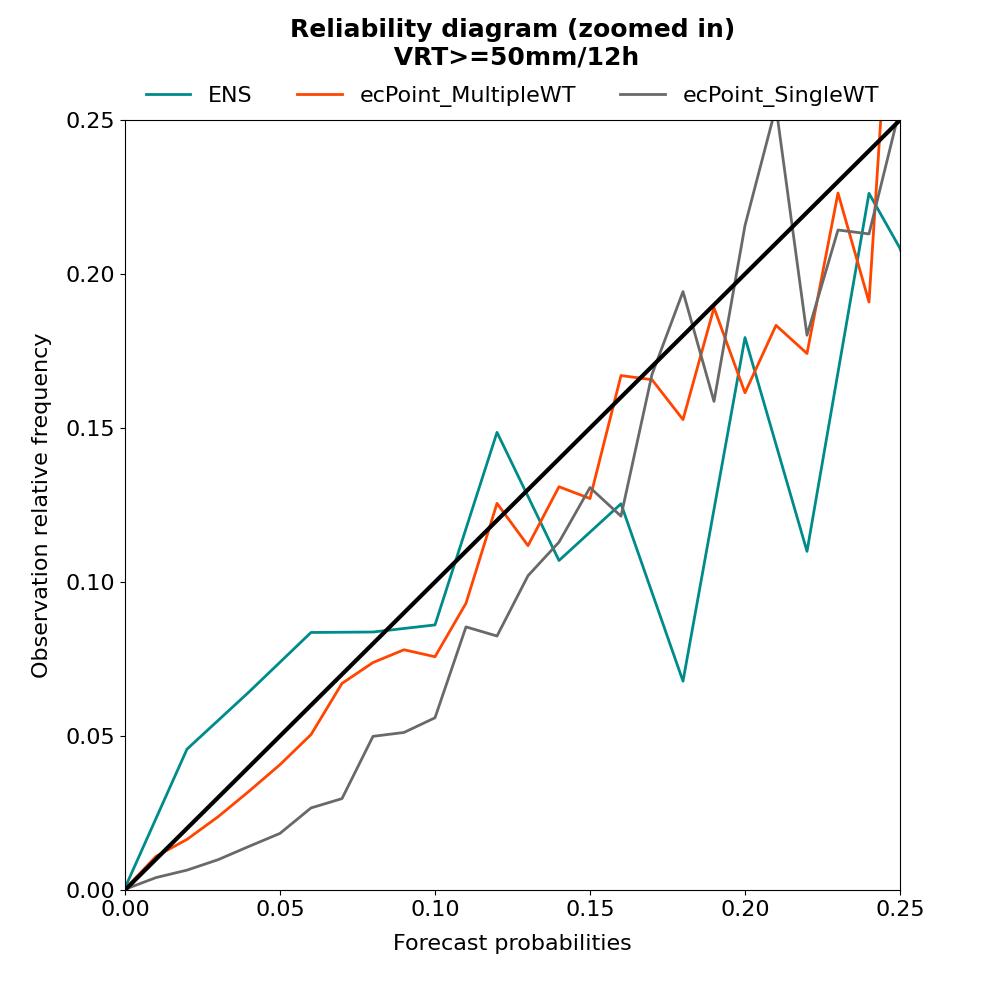 Reliability diagram (zoomed in)
VRT>=50mm/12h
ENS ecPoint_MultipleWT ecPoint_SingleWT
0.25
0.20
0.15
0.10
0.05
0.00
Observation relative frequency
0.00 0.05 0.10 0.15 0.20 0.25
Forecast probabilities